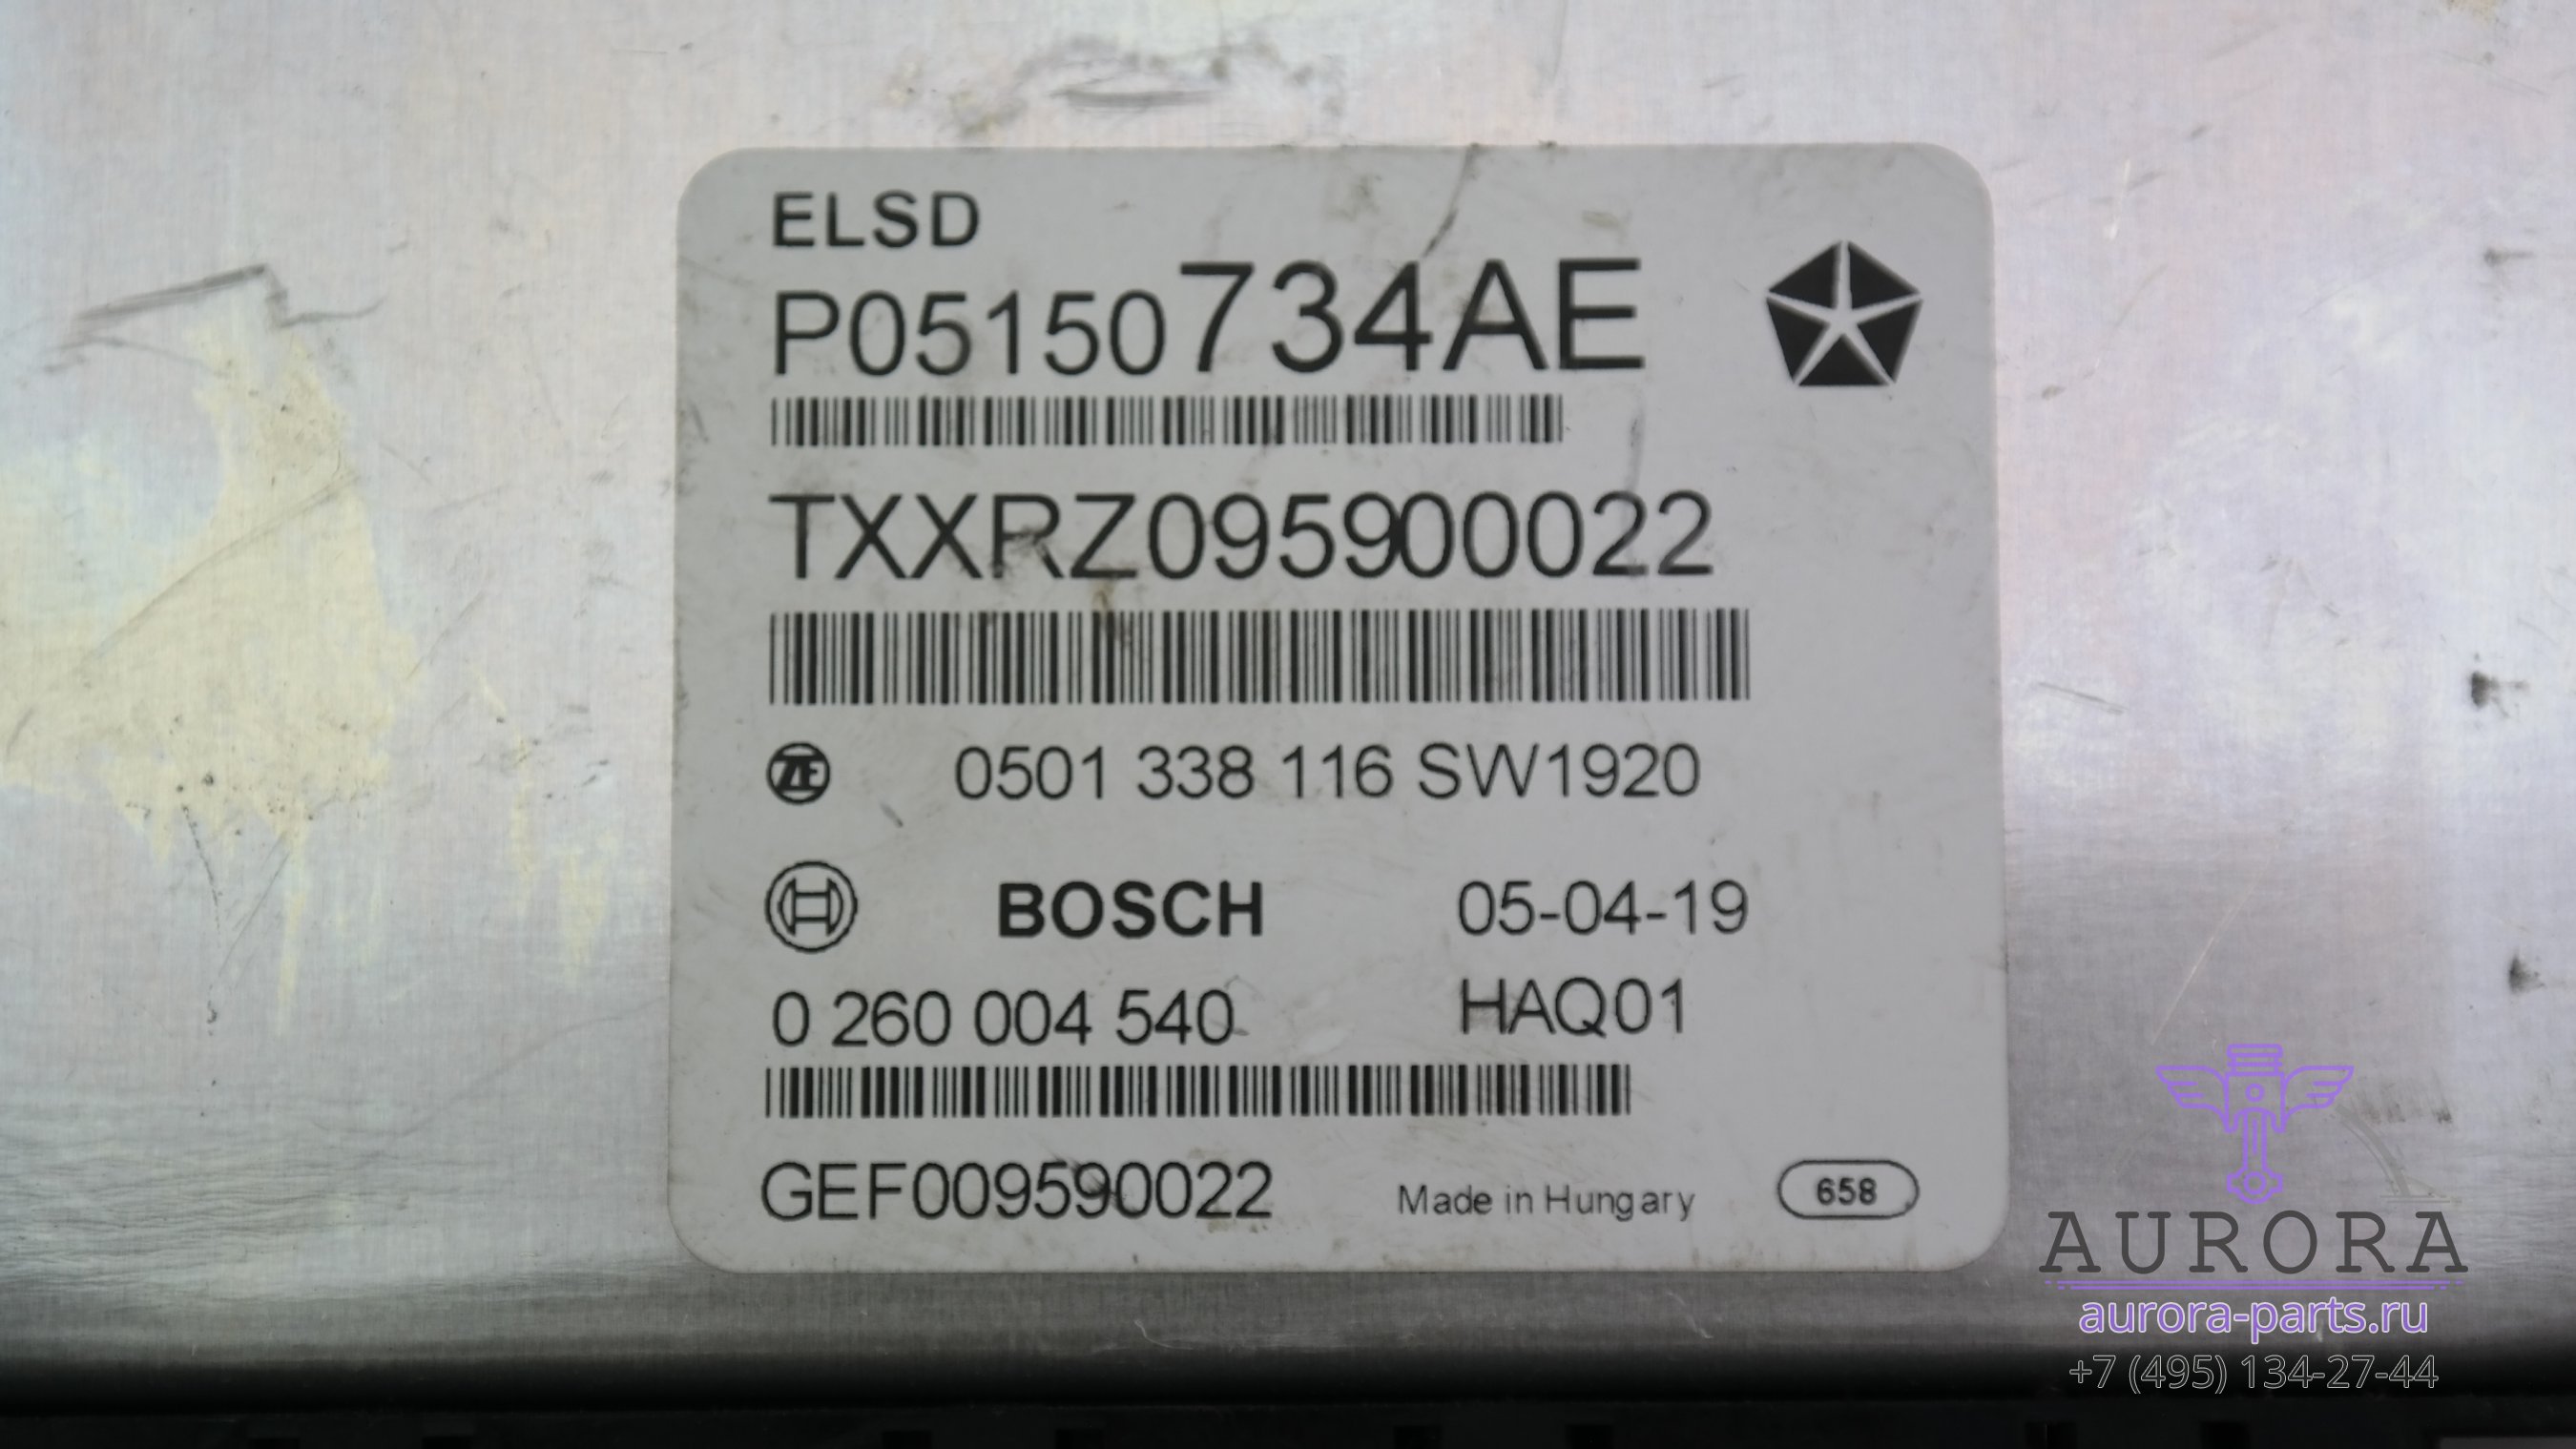 ELSD
P05150734AE
TXXRZ095900022
ZF 0501 338 116 SW1920
BOSCH 05-04-19
0 260 004 540 HAQ01
GEF009590022 Made in Hungary 658
AURORA
aurora-parts.ru
+7 (495) 134-27-44